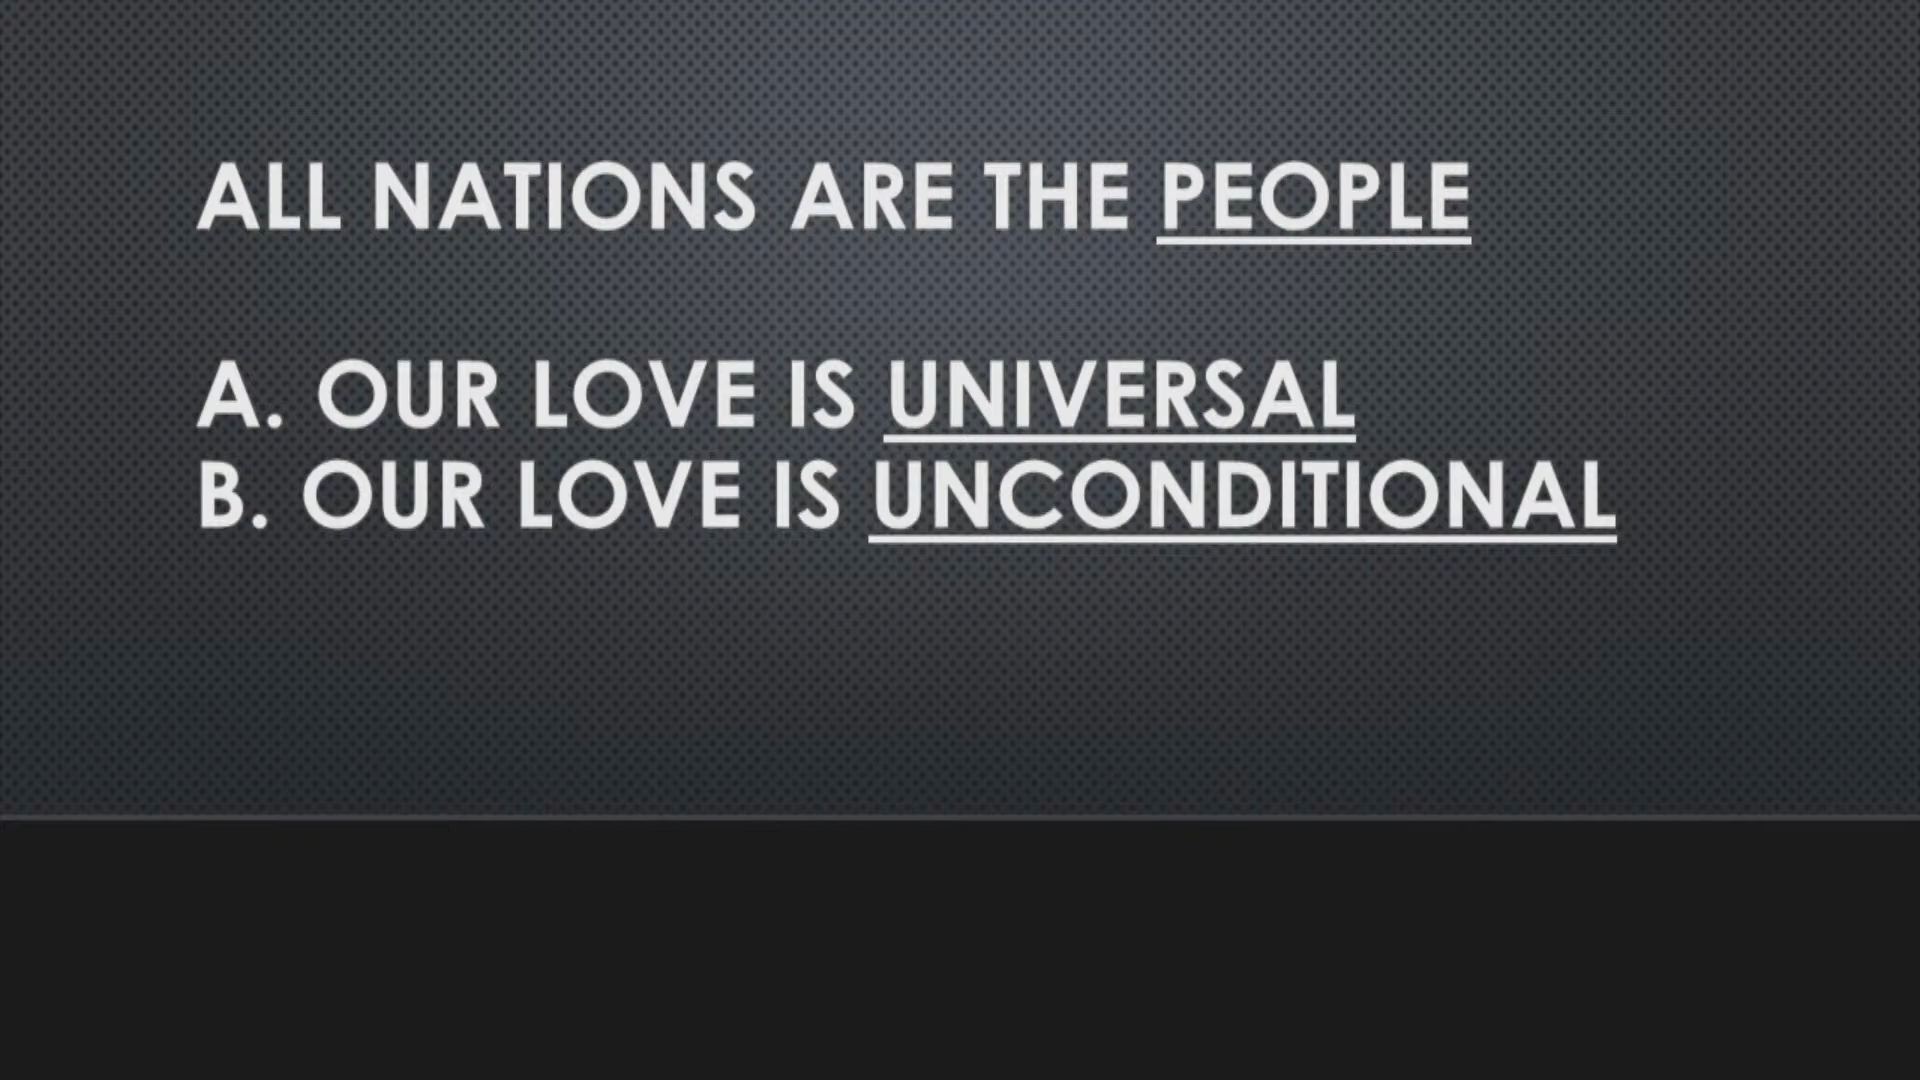 ALL NATIONS ARE THE PEOPLE
A. OUR LOVE IS UNIVERSAL
B. OUR LOVE IS UNCONDITIONAL